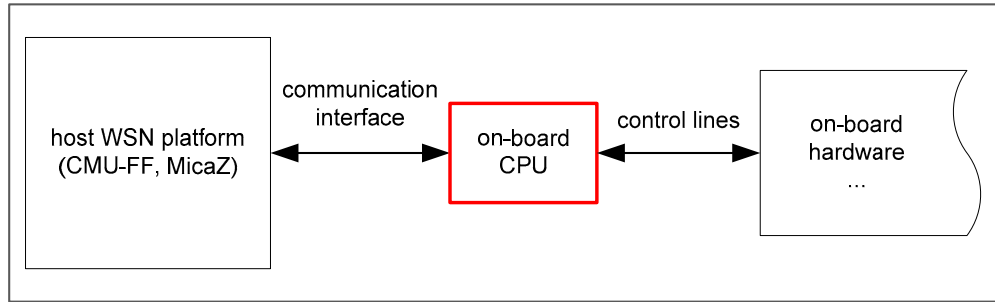 host WSN platform
(CMU-FF, MicaZ)
communication
interface
on-board
CPU
control lines
on-board
hardware
...